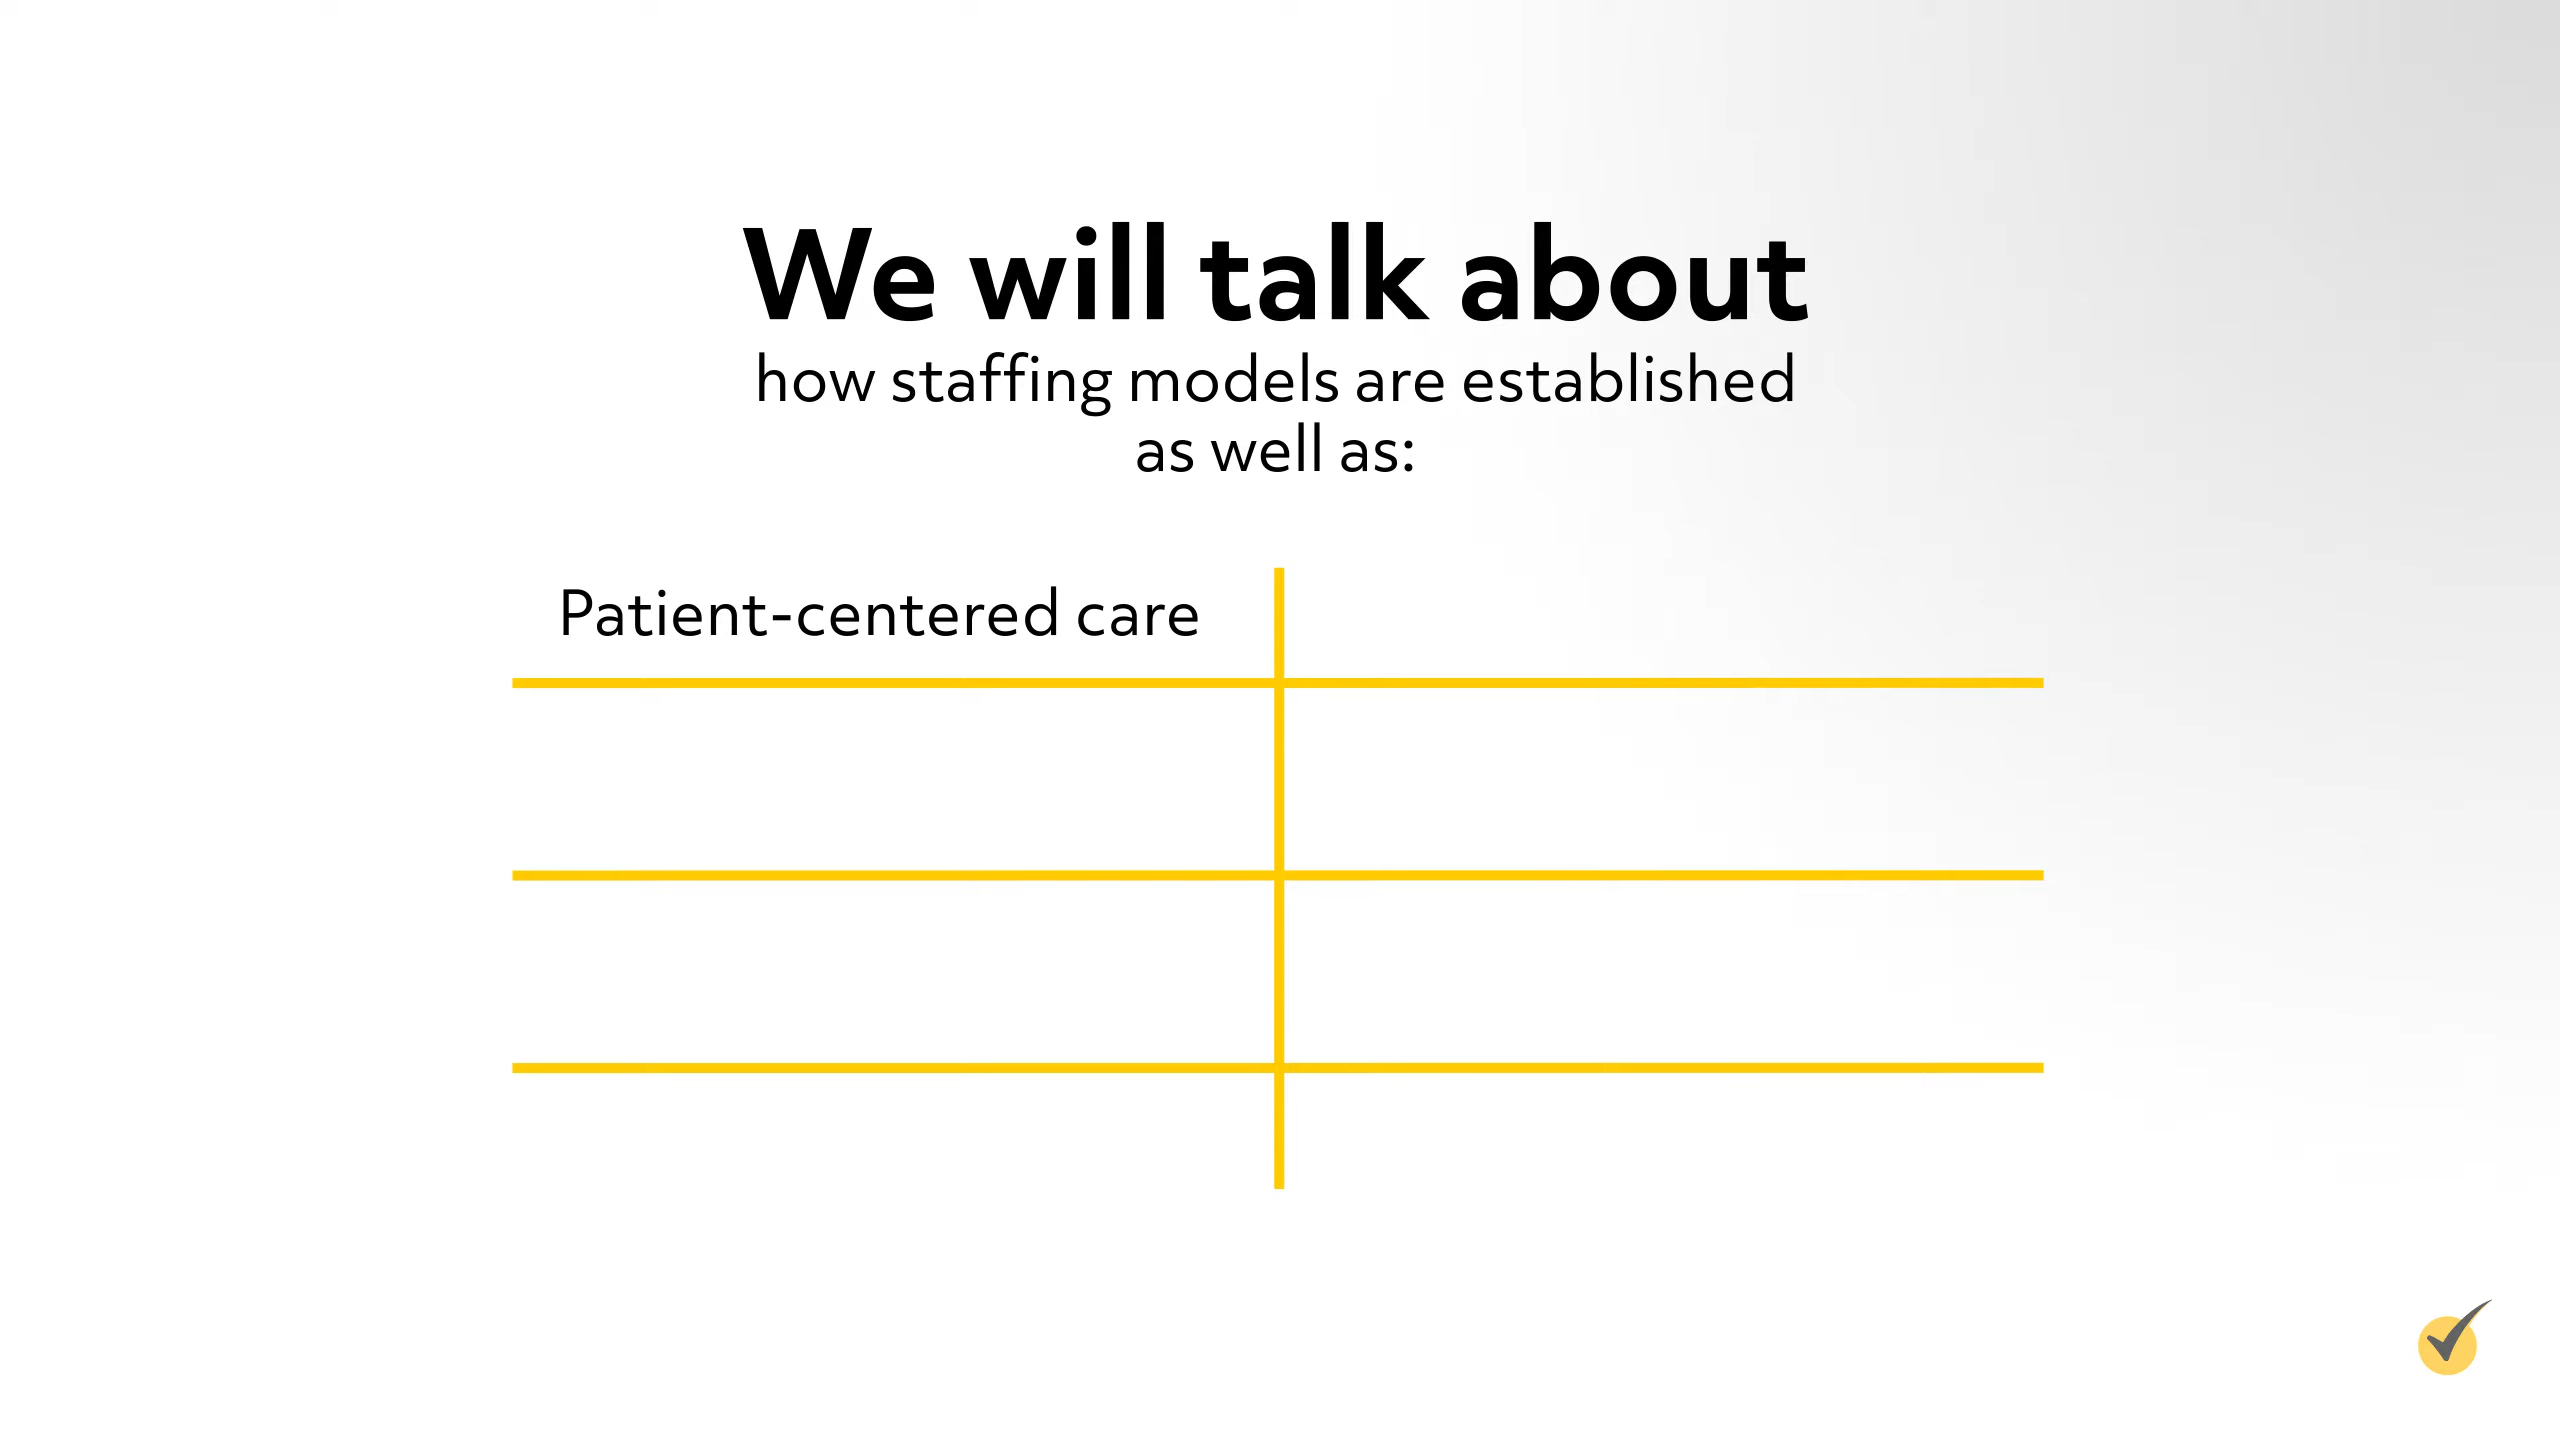 We will talk about
how staffing models are established
as well as:
Patient-centered care